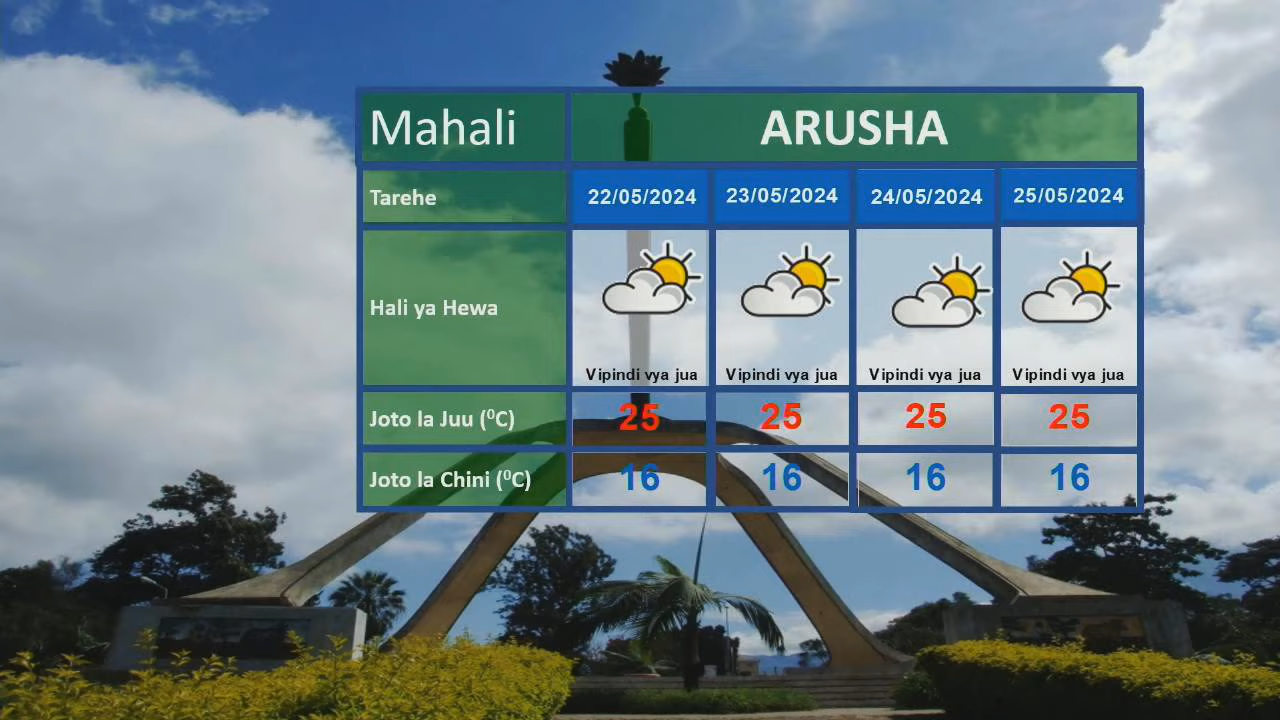 Mahali ARUSHA
Tarehe 22/05/2024 23/05/2024 24/05/2024 25/05/2024
Hali ya Hewa
Vipindi vya jua Vipindi vya jua Vipindi vya jua Vipindi vya jua
Joto la Juu (⁰C) 25 25 25 25
Joto la Chini (⁰C) 16 16 16 16